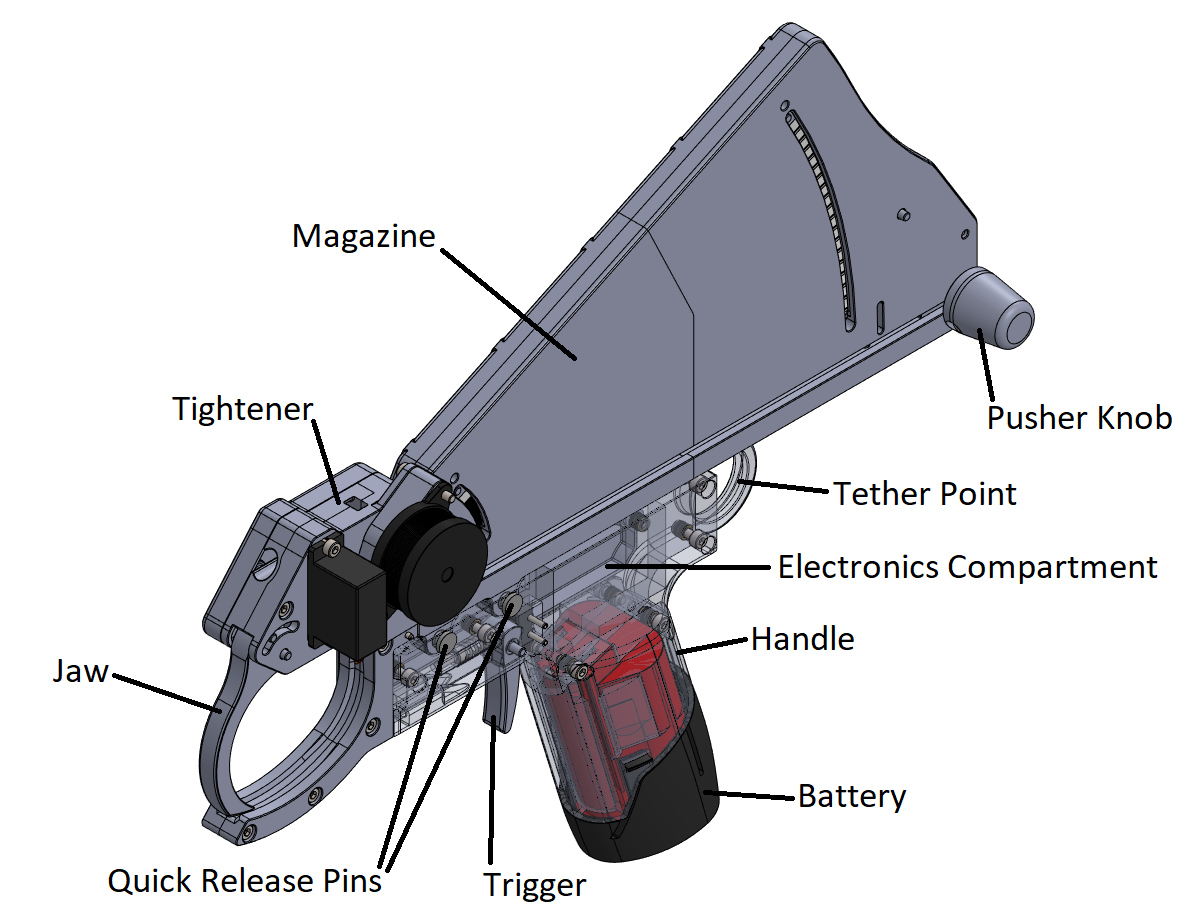 Magazine
Tightener
Pusher Knob
Tether Point
Electronics Compartment
Handle
Jaw
Battery
Quick Release Pins
Trigger